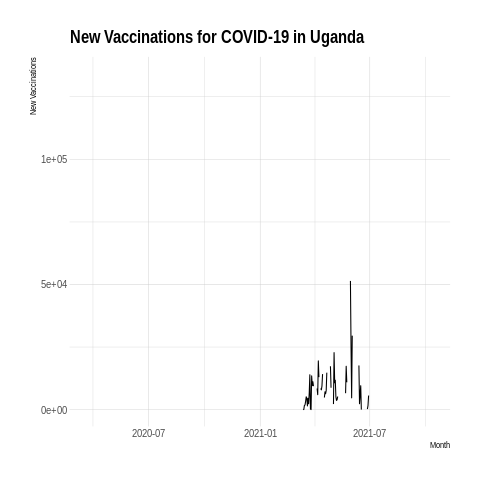 New Vaccinations for COVID-19 in Uganda
New Vaccinations
1e+05
5e+04
0e+00
2020-07 2021-01 2021-07
Month